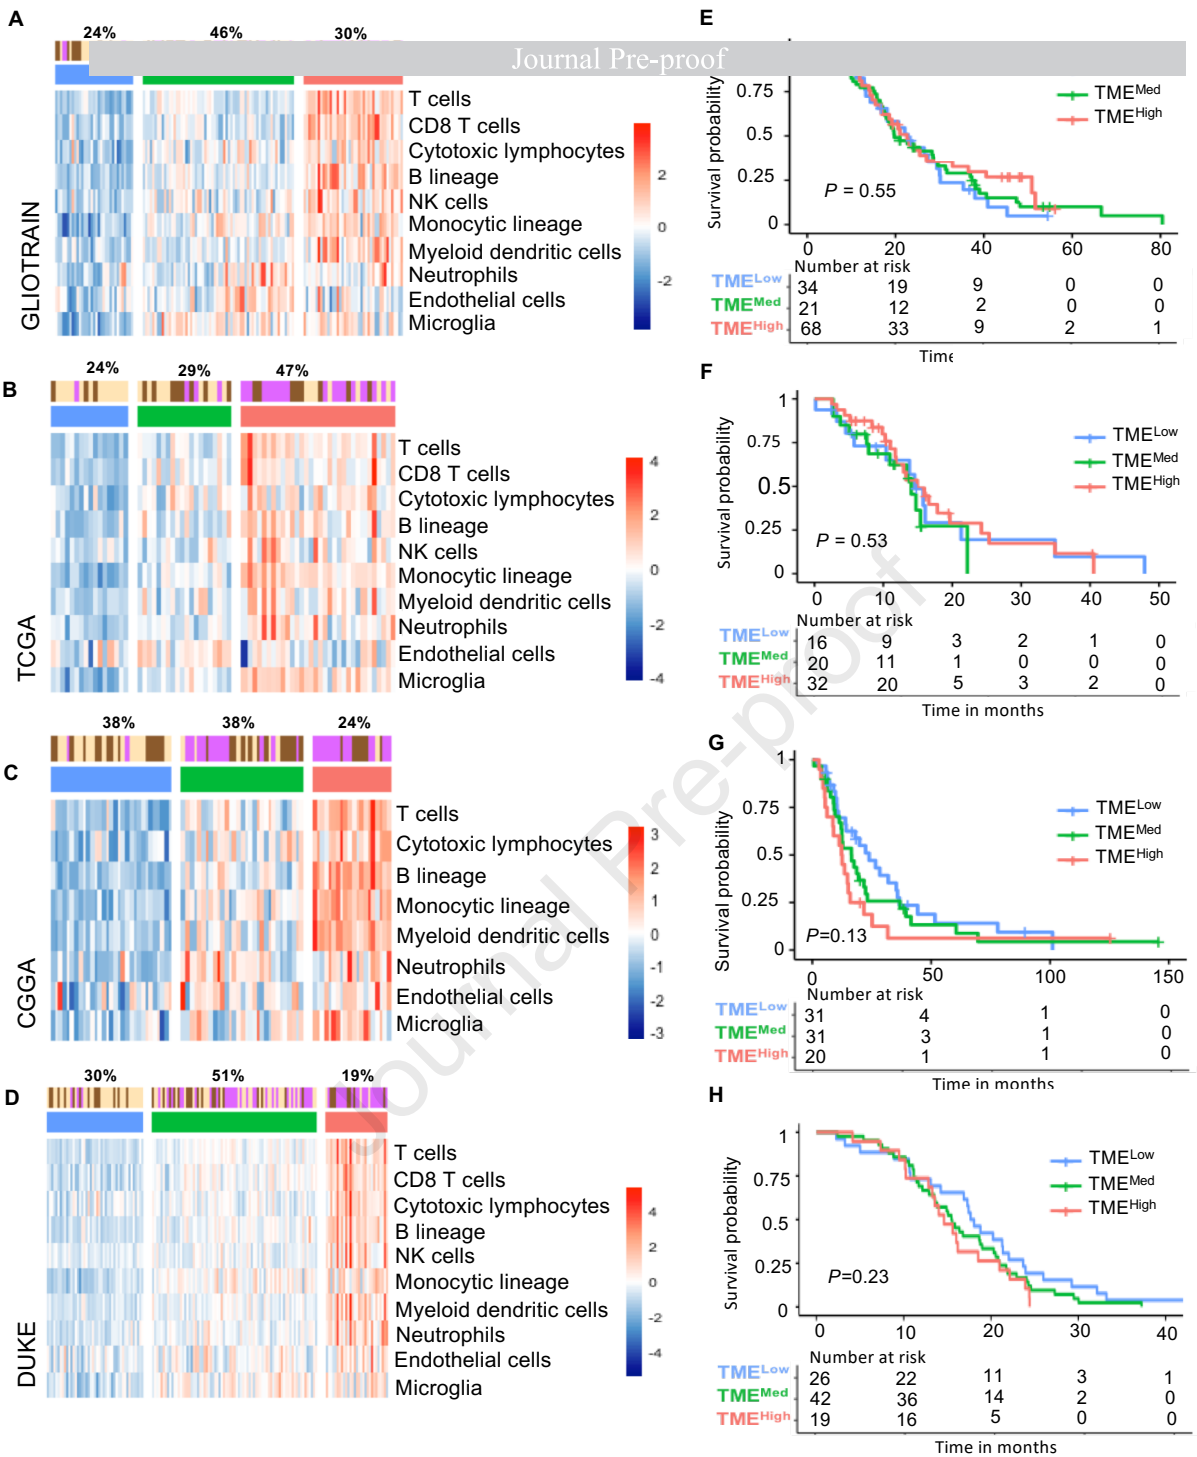 A
24%
46%
30%
Journal Pre-proof
T cells
CD8 T cells
Cytotoxic lymphocytes
B lineage
NK cells
Monocytic lineage
Myeloid dendritic cells
Neutrophils
Endothelial cells
Microglia
GLIOTRAIN
2
0
-2
E
Survival probability
0.75
0.5
0.25
0
TMEMed
TMEHigh
P = 0.55
0 20 40 60 80
Number at risk
TMELow 34 19 9 0 0
TMEMed 21 12 2 0 0
TMEHigh 68 33 9 2 1
Time
B
24%
29%
47%
T cells
CD8 T cells
Cytotoxic lymphocytes
B lineage
NK cells
Monocytic lineage
Myeloid dendritic cells
Neutrophils
Endothelial cells
Microglia
TCGA
4
2
0
-2
-4
F
Survival probability
1
0.75
0.5
0.25
0
TMELow
TMEMed
TMEHigh
P = 0.53
0 10 20 30 40 50
Number at risk
TMELow 16 9 3 2 1 0
TMEMed 20 11 1 0 0 0
TMEHigh 32 20 5 3 2 0
Time in months
C
38%
38%
24%
T cells
Cytotoxic lymphocytes
B lineage
Monocytic lineage
Myeloid dendritic cells
Neutrophils
Endothelial cells
Microglia
CGGA
3
2
1
0
-1
-2
-3
G
Survival probability
1
0.75
0.5
0.25
0
TMELow
TMEMed
TMEHigh
P=0.13
0 50 100 150
Number at risk
TMELow 31 4 1 0
TMEMed 31 3 1 0
TMEHigh 20 1 1 0
Time in months
D
30%
51%
19%
T cells
CD8 T cells
Cytotoxic lymphocytes
B lineage
NK cells
Monocytic lineage
Myeloid dendritic cells
Neutrophils
Endothelial cells
Microglia
DUKE
4
2
0
-2
-4
H
Survival probability
1
0.75
0.5
0.25
0
TMELow
TMEMed
TMEHigh
P=0.23
0 10 20 30 40
Number at risk
TMELow 26 22 11 3 1
TMEMed 42 36 14 2 0
TMEHigh 19 16 5 0 0
Time in months
Journal Pre-proof